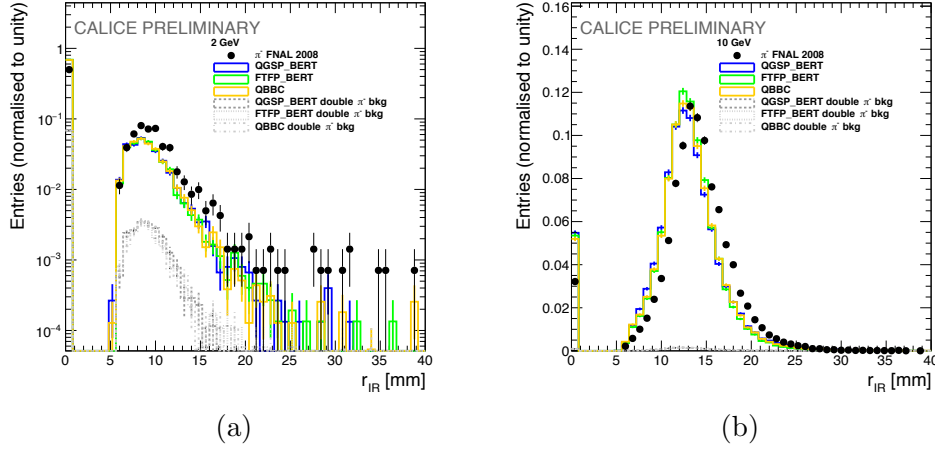 CALICE PRELIMINARY
2 GeV
π⁻ FNAL 2008
QGSP_BERT
FTFP_BERT
QBBC
QGSP_BERT double π⁻ bkg
FTFP_BERT double π⁻ bkg
QBBC double π⁻ bkg
Entries (normalised to unity)
1
10⁻¹
10⁻²
10⁻³
10⁻⁴
0 5 10 15 20 25 30 35 40
r_IR [mm]
(a)
CALICE PRELIMINARY
10 GeV
π⁻ FNAL 2008
QGSP_BERT
FTFP_BERT
QBBC
QGSP_BERT double π⁻ bkg
FTFP_BERT double π⁻ bkg
QBBC double π⁻ bkg
Entries (normalised to unity)
0.16
0.14
0.12
0.1
0.08
0.06
0.04
0.02
0
0 5 10 15 20 25 30 35 40
r_IR [mm]
(b)